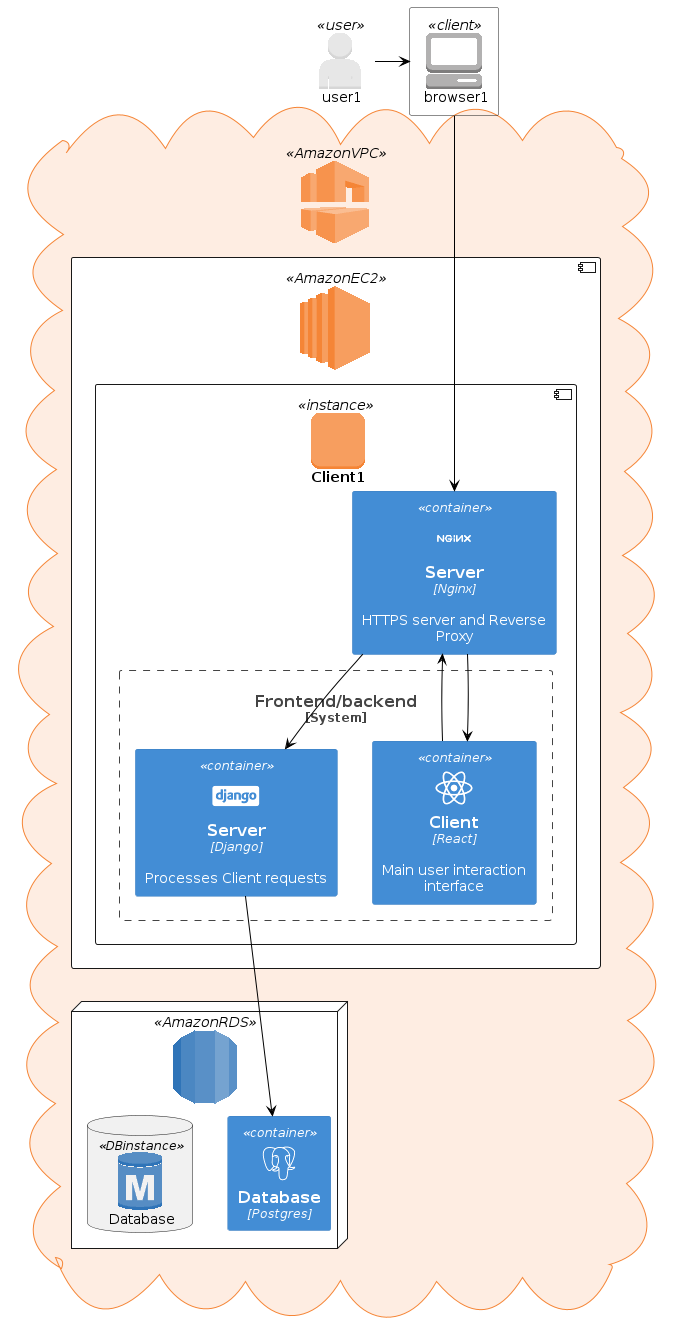 «user»
user1
«client»
browser1
«AmazonVPC»
«AmazonEC2»
«instance»
Client1
«container»
NGINX
Server
[Nginx]
HTTPS server and Reverse
Proxy
Frontend/backend
[System]
«container»
django
Server
[Django]
Processes Client requests
«container»
Client
[React]
Main user interaction
interface
«AmazonRDS»
«DBinstance»
M
Database
«container»
Database
[Postgres]